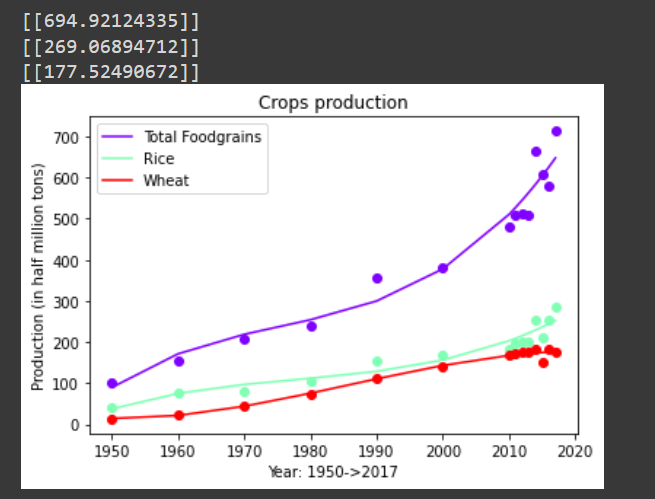 [[694.92124335]]
[[269.06894712]]
[[177.52490672]]
Crops production
Total Foodgrains
Rice
Wheat
Production (in half million tons)
700
600
500
400
300
200
100
0
1950 1960 1970 1980 1990 2000 2010 2020
Year: 1950->2017